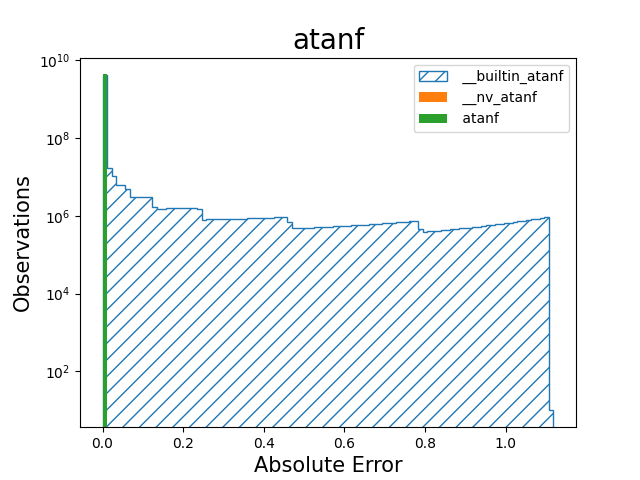 atanf
__builtin_atanf
__nv_atanf
atanf
Observations
10^10
10^8
10^6
10^4
10^2
0.0 0.2 0.4 0.6 0.8 1.0
Absolute Error